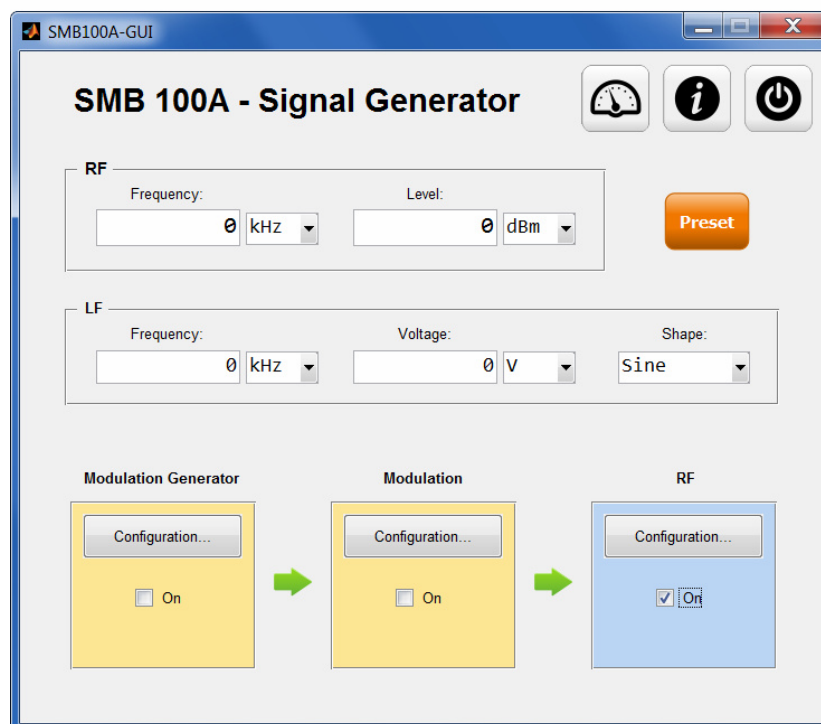 SMB100A-GUI
SMB 100A - Signal Generator
RF
Frequency:
Level:
0 kHz
0 dBm
Preset
LF
Frequency:
Voltage:
Shape:
0 kHz
0 V
Sine
Modulation Generator
Modulation
RF
Configuration...
Configuration...
Configuration...
On
On
On